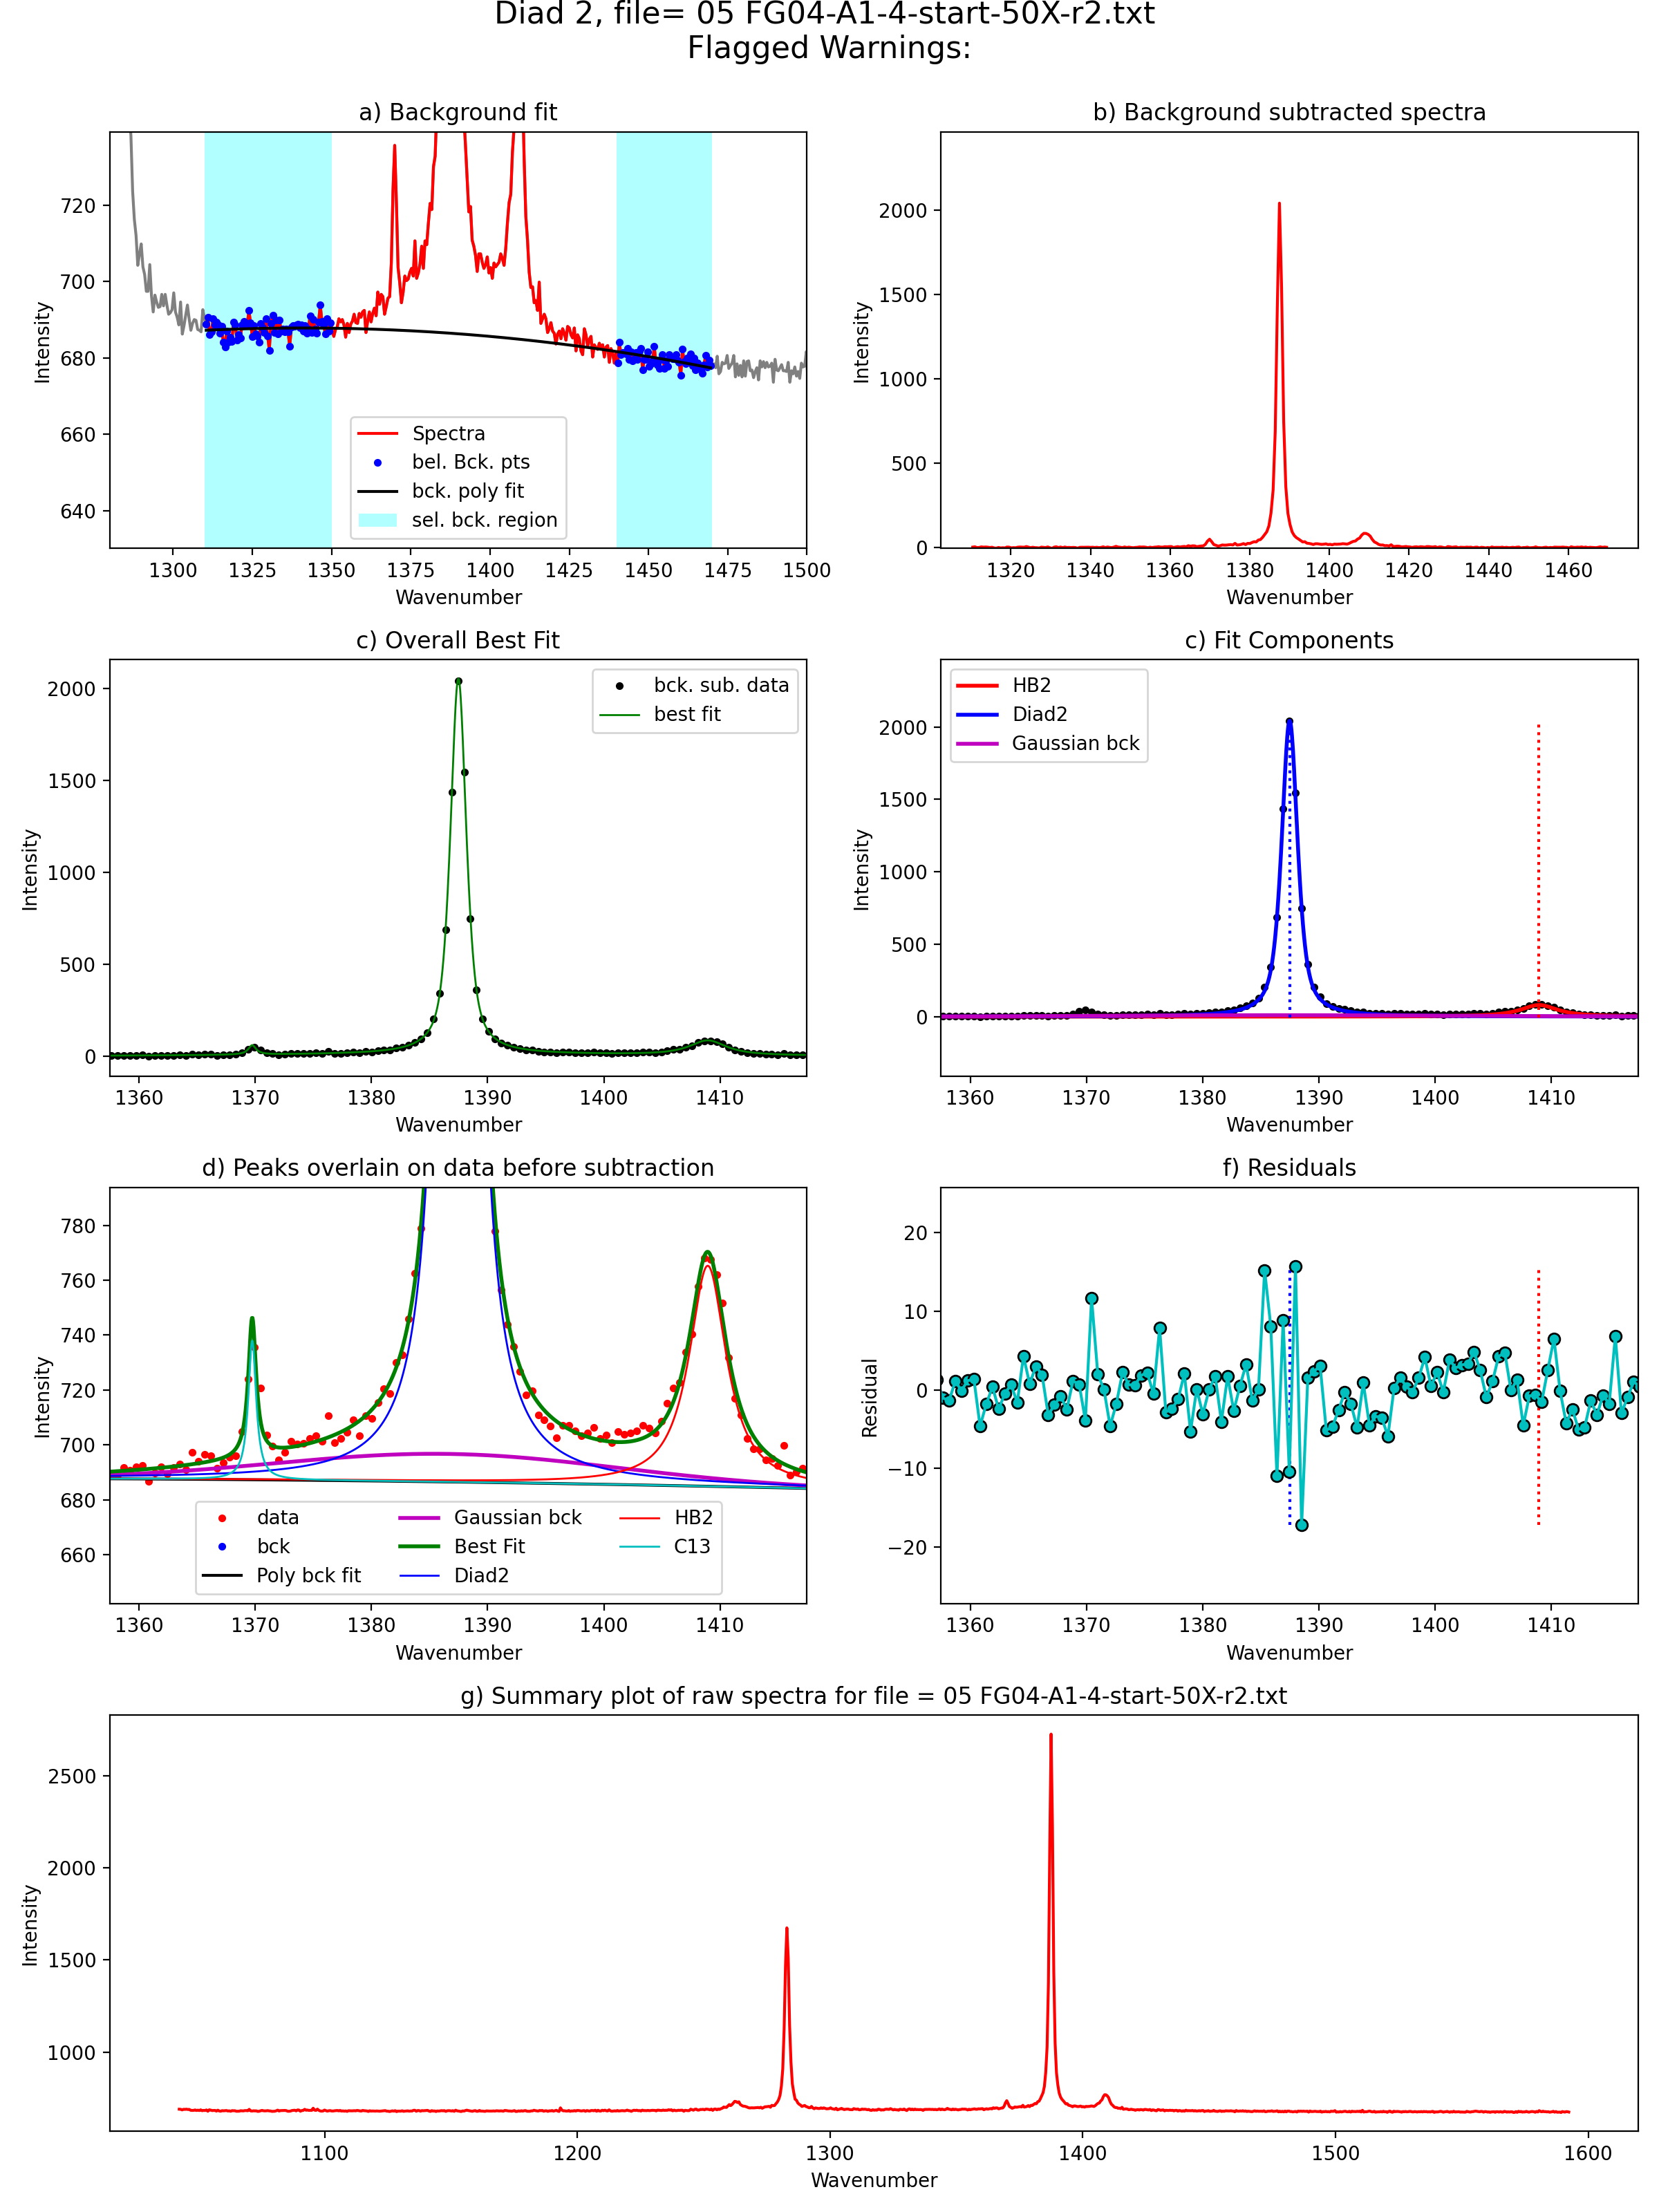 Diad 2, file= 05 FG04-A1-4-start-50X-r2.txt
Flagged Warnings:
a) Background fit
720
700
680
660
640
Intensity
Spectra
bel. Bck. pts
bck. poly fit
sel. bck. region
1300 1325 1350 1375 1400 1425 1450 1475 1500
Wavenumber
b) Background subtracted spectra
2000
1500
1000
500
0
Intensity
1320 1340 1360 1380 1400 1420 1440 1460
Wavenumber
c) Overall Best Fit
2000
1500
1000
500
0
Intensity
bck. sub. data
best fit
1360 1370 1380 1390 1400 1410
Wavenumber
c) Fit Components
HB2
Diad2
Gaussian bck
2000
1500
1000
500
0
Intensity
1360 1370 1380 1390 1400 1410
Wavenumber
d) Peaks overlain on data before subtraction
780
760
740
720
700
680
660
Intensity
data Gaussian bck HB2
bck Best Fit C13
Poly bck fit Diad2
1360 1370 1380 1390 1400 1410
Wavenumber
f) Residuals
20
10
0
−10
−20
Residual
1360 1370 1380 1390 1400 1410
Wavenumber
g) Summary plot of raw spectra for file = 05 FG04-A1-4-start-50X-r2.txt
2500
2000
1500
1000
Intensity
1100 1200 1300 1400 1500 1600
Wavenumber